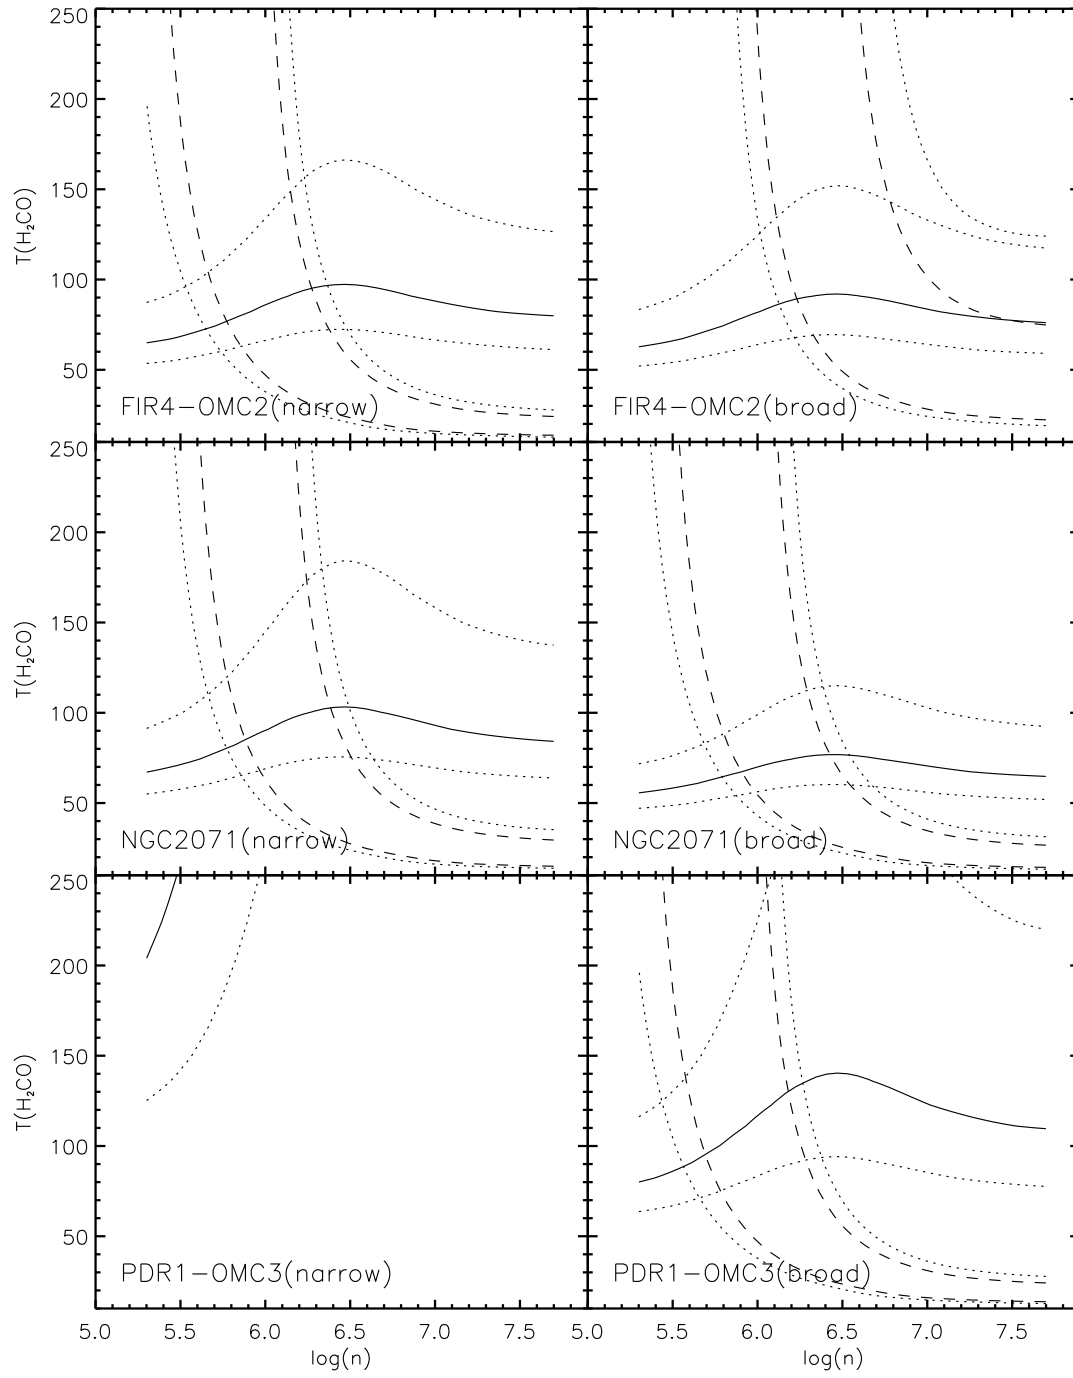 250
200
150
100
50
T(H₂CO)
FIR4-OMC2(narrow)
FIR4-OMC2(broad)
250
200
150
100
50
T(H₂CO)
NGC2071(narrow)
NGC2071(broad)
250
200
150
100
50
T(H₂CO)
PDR1-OMC3(narrow)
PDR1-OMC3(broad)
5.0 5.5 6.0 6.5 7.0 7.5 5.0 5.5 6.0 6.5 7.0 7.5
log(n) log(n)